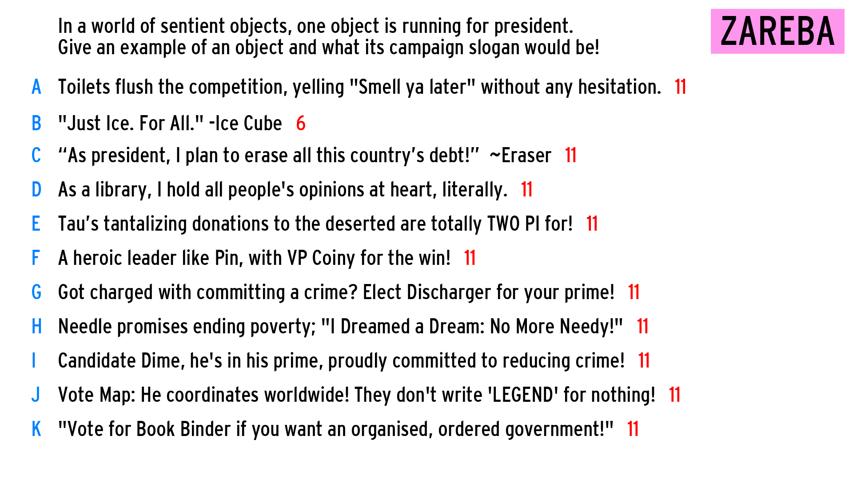 In a world of sentient objects, one object is running for president.
Give an example of an object and what its campaign slogan would be!
ZAREBA
A Toilets flush the competition, yelling "Smell ya later" without any hesitation. 11
B "Just Ice. For All." -Ice Cube 6
C “As president, I plan to erase all this country’s debt!” ~Eraser 11
D As a library, I hold all people's opinions at heart, literally. 11
E Tau’s tantalizing donations to the deserted are totally TWO PI for! 11
F A heroic leader like Pin, with VP Coiny for the win! 11
G Got charged with committing a crime? Elect Discharger for your prime! 11
H Needle promises ending poverty; "I Dreamed a Dream: No More Needy!" 11
I Candidate Dime, he's in his prime, proudly committed to reducing crime! 11
J Vote Map: He coordinates worldwide! They don't write 'LEGEND' for nothing! 11
K "Vote for Book Binder if you want an organised, ordered government!" 11